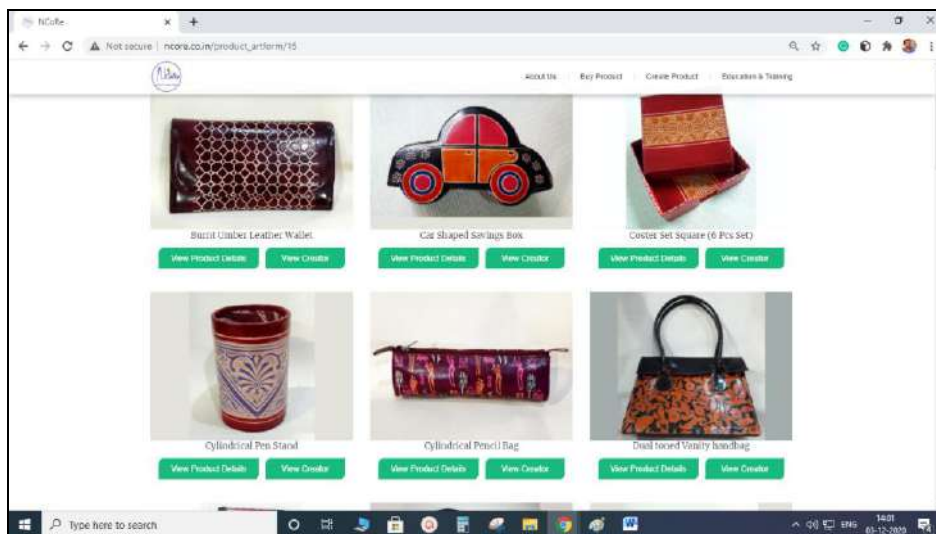 NCoRe
Not secure | ncora.co.in/product_artform/15
About Us Buy Product Create Product Education & Training
Burnt Umber Leather Wallet Car Shaped Savings Box Coster Set Square (6 Pcs Set)
View Product Details View Creator View Product Details View Creator View Product Details View Creator
Cylindrical Pen Stand Cylindrical Pencil Bag Dual toned Vanity handbag
View Product Details View Creator View Product Details View Creator View Product Details View Creator
Type here to search
ENG
14:01
03-12-2020